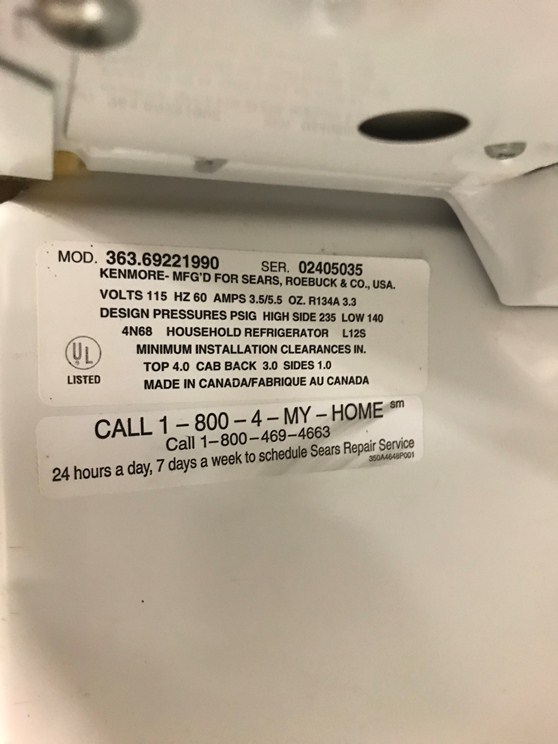 MOD. 363.69221990 SER. 02405035
KENMORE- MFG'D FOR SEARS, ROEBUCK & CO., USA.
VOLTS 115 HZ 60 AMPS 3.5/5.5 OZ. R134A 3.3
DESIGN PRESSURES PSIG HIGH SIDE 235 LOW 140
4N68 HOUSEHOLD REFRIGERATOR L12S
UL
LISTED
MINIMUM INSTALLATION CLEARANCES IN.
TOP 4.0 CAB BACK 3.0 SIDES 1.0
MADE IN CANADA/FABRIQUE AU CANADA
CALL 1-800-4-MY-HOME sm
Call 1-800-469-4663
24 hours a day, 7 days a week to schedule Sears Repair Service
350A4648P001